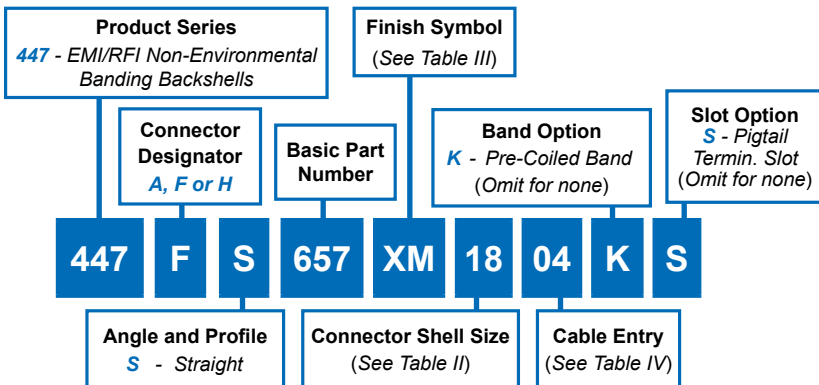 Product Series
447 - EMI/RFI Non-Environmental
Banding Backshells
Finish Symbol
(See Table III)
Connector
Designator
A, F or H
Basic Part
Number
Band Option
K - Pre-Coiled Band
(Omit for none)
Slot Option
S - Pigtail
Termin. Slot
(Omit for none)
447 F S 657 XM 18 04 K S
Angle and Profile
S - Straight
Connector Shell Size
(See Table II)
Cable Entry
(See Table IV)